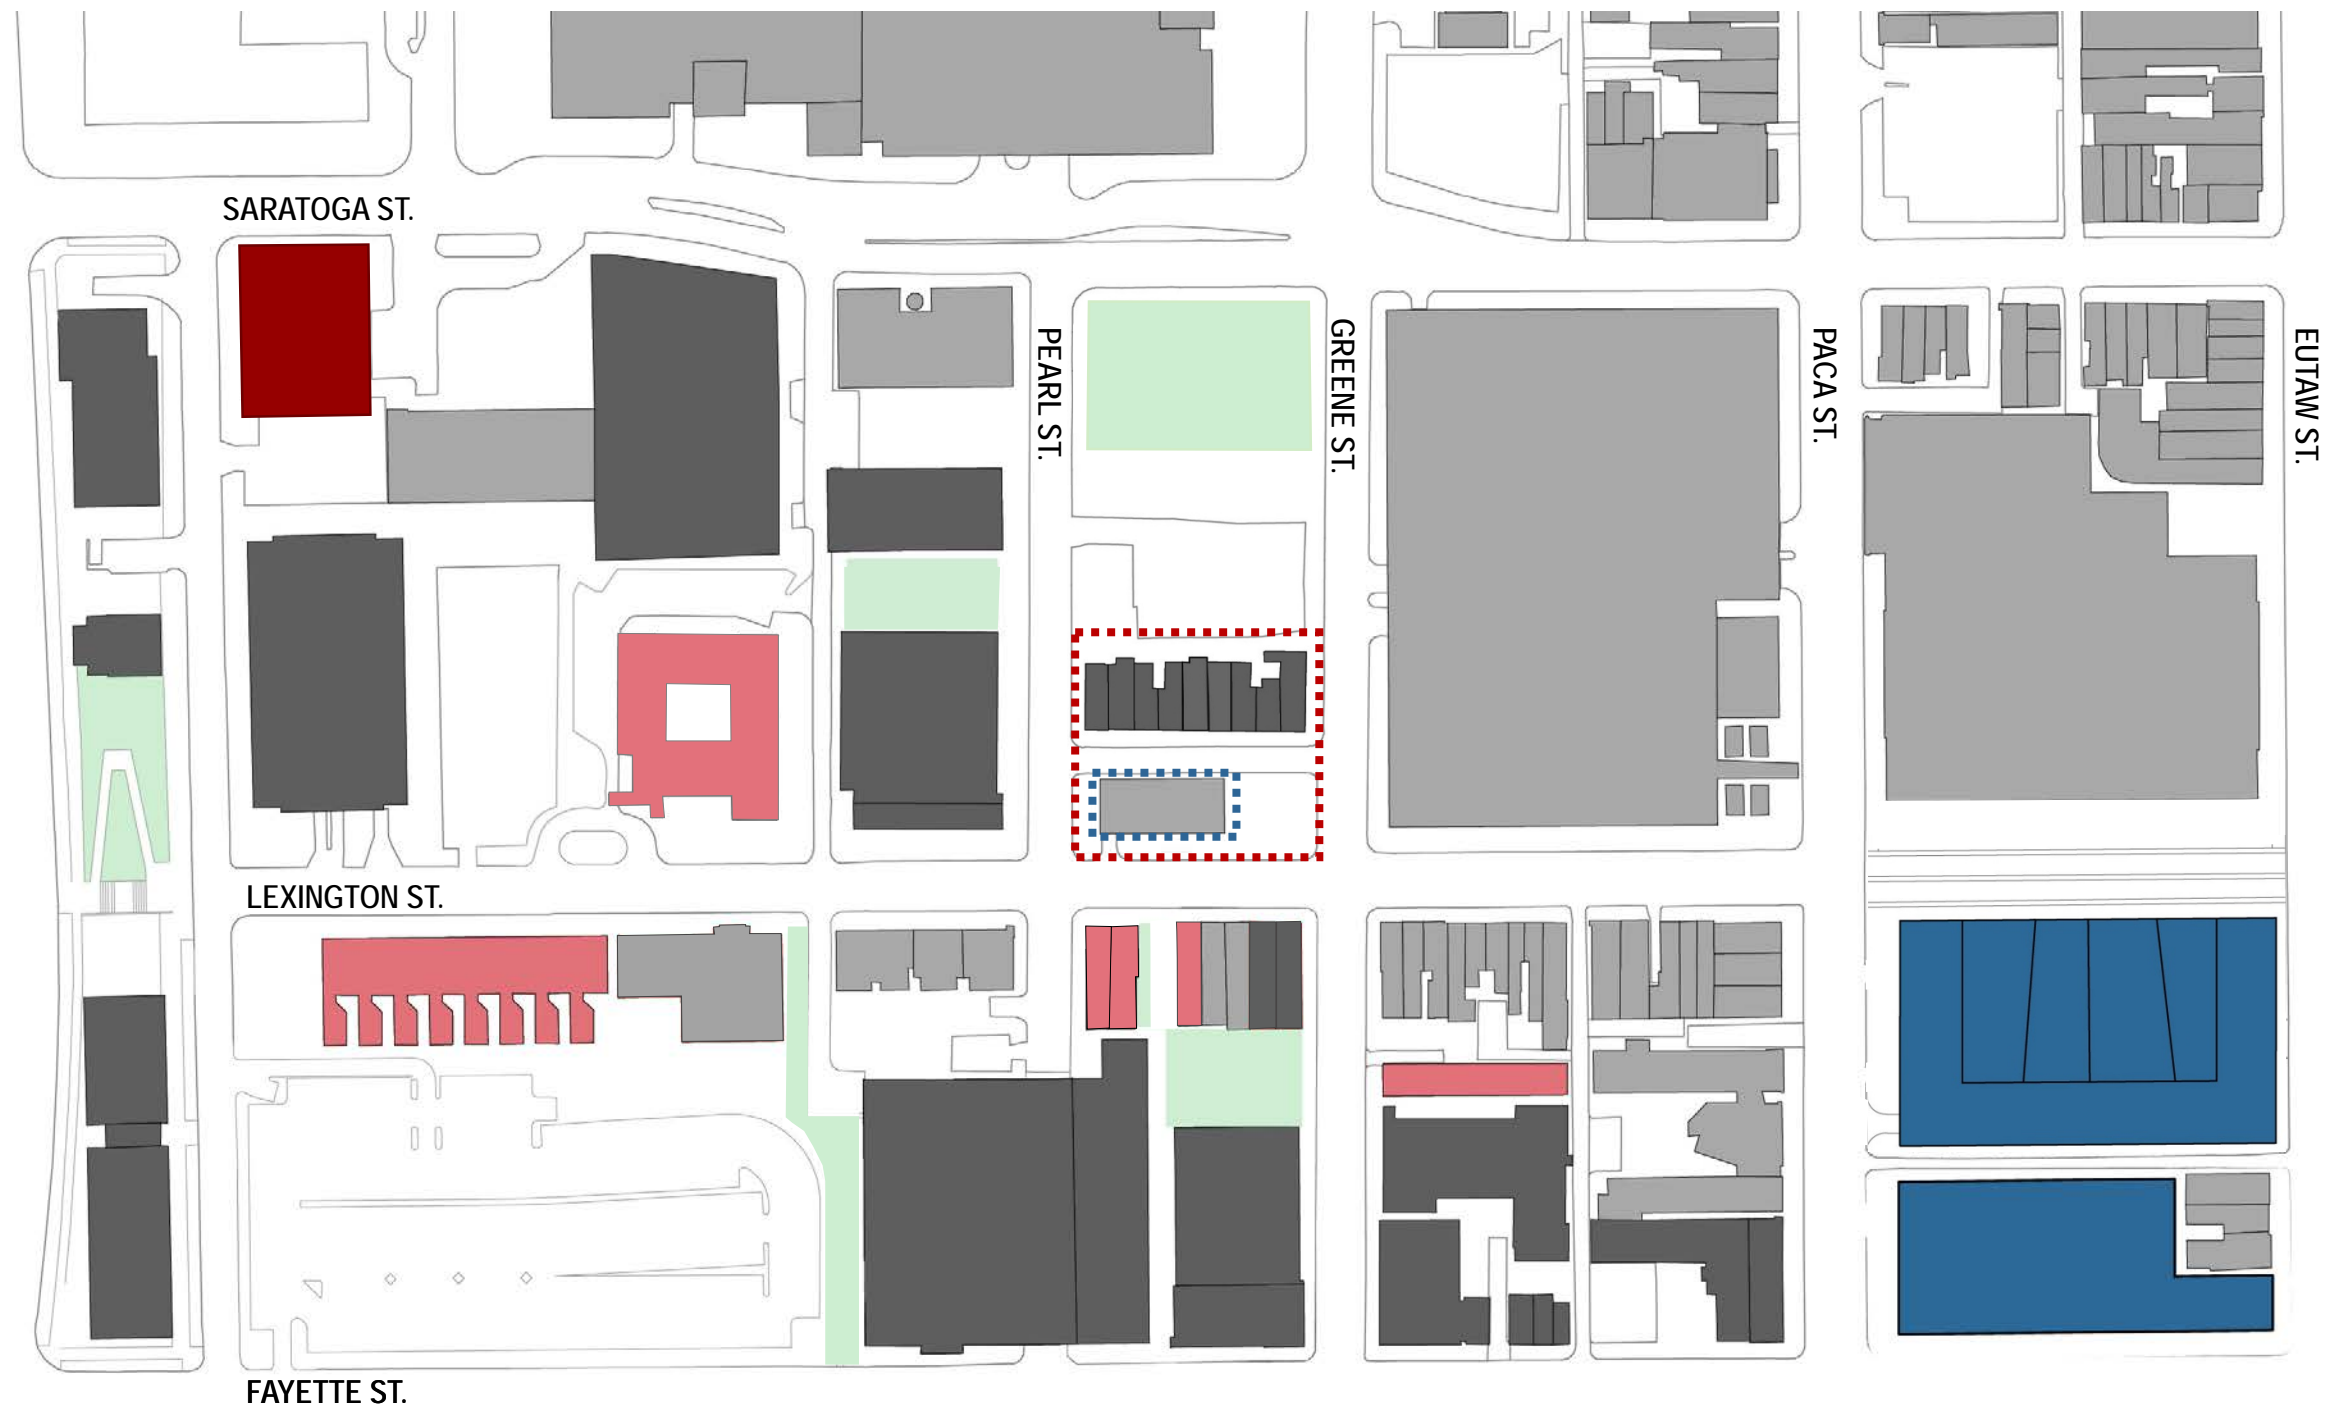 SARATOGA ST.
PEARL ST.
GREENE ST.
PACA ST.
EUTAW ST.
LEXINGTON ST.
FAYETTE ST.